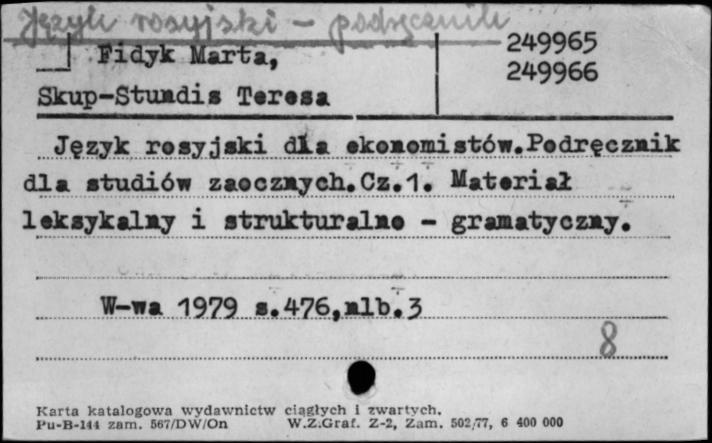 Język rosyjski - podręczniki
Fidyk Marta, 249965
249966
Skup-Stundis Teresa
Język rosyjski dla ekonomistów.Podręcznik
dla studiów zaocznych.Cz.1. Materiał
leksykalny i strukturalno - gramatyczny.
W-wa 1979 s.476,nlb.3
8
Karta katalogowa wydawnictw ciągłych i zwartych.
Pu-B-144 zam. 567/DW/On W.Z.Graf. Z-2, Zam. 502/77, 6 400 000